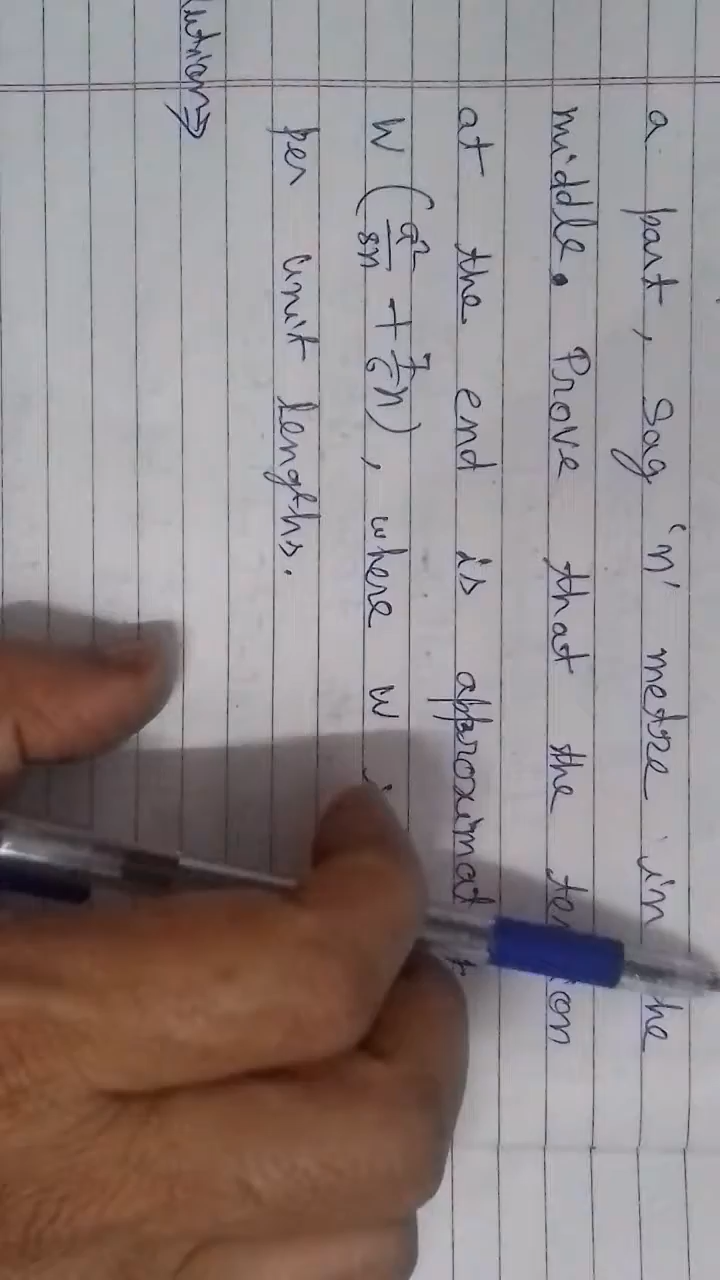 a part, say 'n' metre in the
middle. Prove that the tension
at the end is approximat
W (a²/8n + 7/6 n), where W
per unit lengths.
lution ⇒